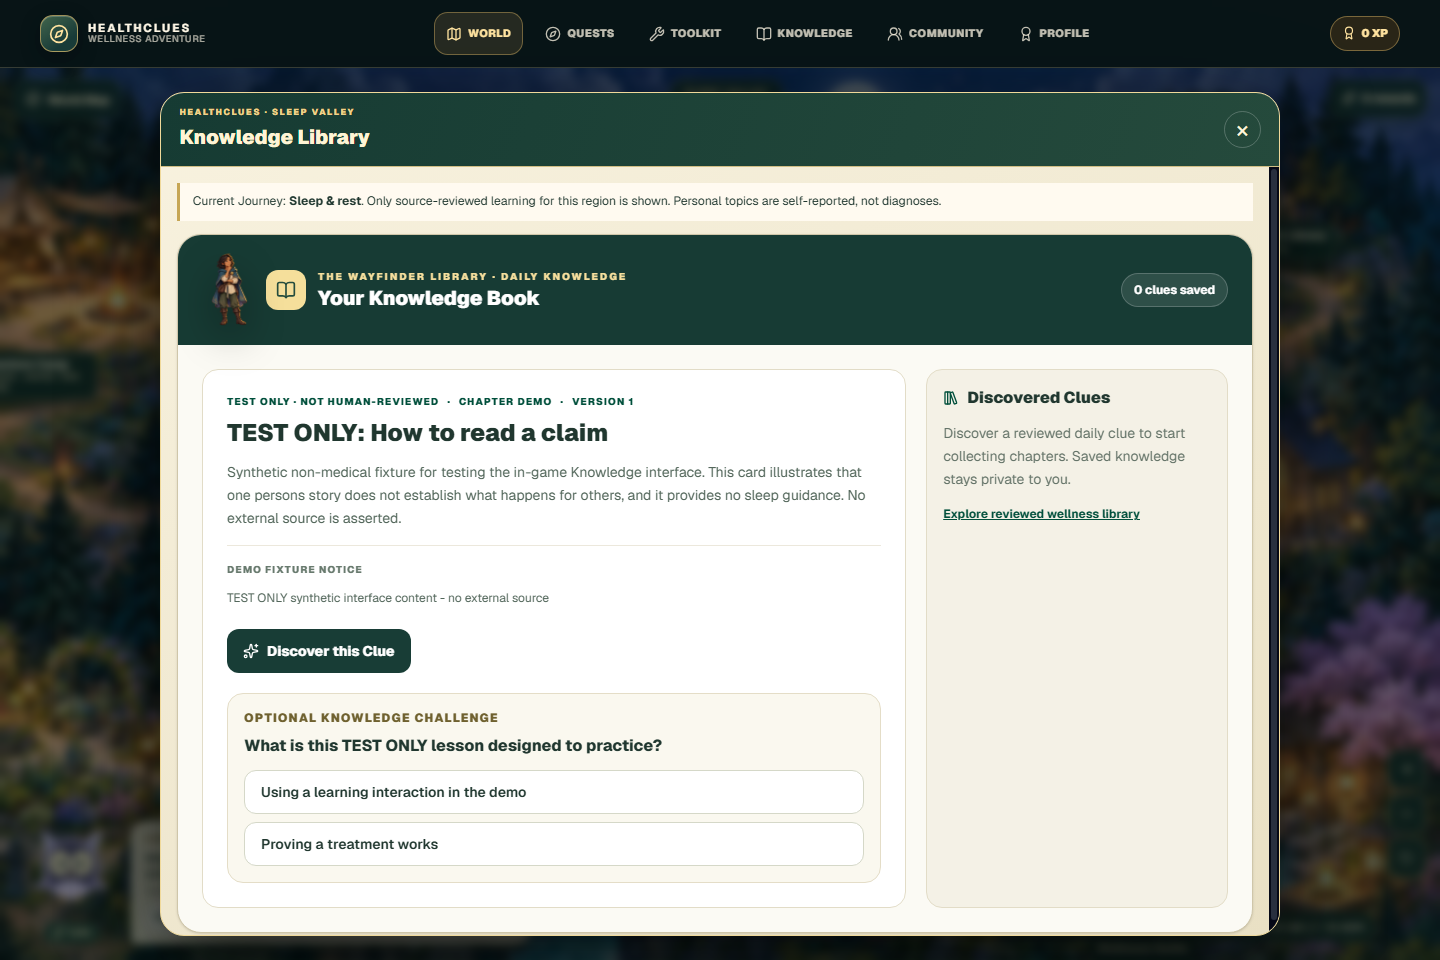 HEALTHCLUES
WELLNESS ADVENTURE
WORLD
QUESTS
TOOLKIT
KNOWLEDGE
COMMUNITY
PROFILE
0 XP
HEALTHCLUES · SLEEP VALLEY
Knowledge Library
Current Journey: Sleep & rest. Only source-reviewed learning for this region is shown. Personal topics are self-reported, not diagnoses.
THE WAYFINDER LIBRARY · DAILY KNOWLEDGE
Your Knowledge Book
0 clues saved
TEST ONLY · NOT HUMAN-REVIEWED · CHAPTER DEMO · VERSION 1
TEST ONLY: How to read a claim
Synthetic non-medical fixture for testing the in-game Knowledge interface. This card illustrates that
one persons story does not establish what happens for others, and it provides no sleep guidance. No
external source is asserted.
DEMO FIXTURE NOTICE
TEST ONLY synthetic interface content - no external source
Discover this Clue
OPTIONAL KNOWLEDGE CHALLENGE
What is this TEST ONLY lesson designed to practice?
Using a learning interaction in the demo
Proving a treatment works
Discovered Clues
Discover a reviewed daily clue to start
collecting chapters. Saved knowledge
stays private to you.
Explore reviewed wellness library